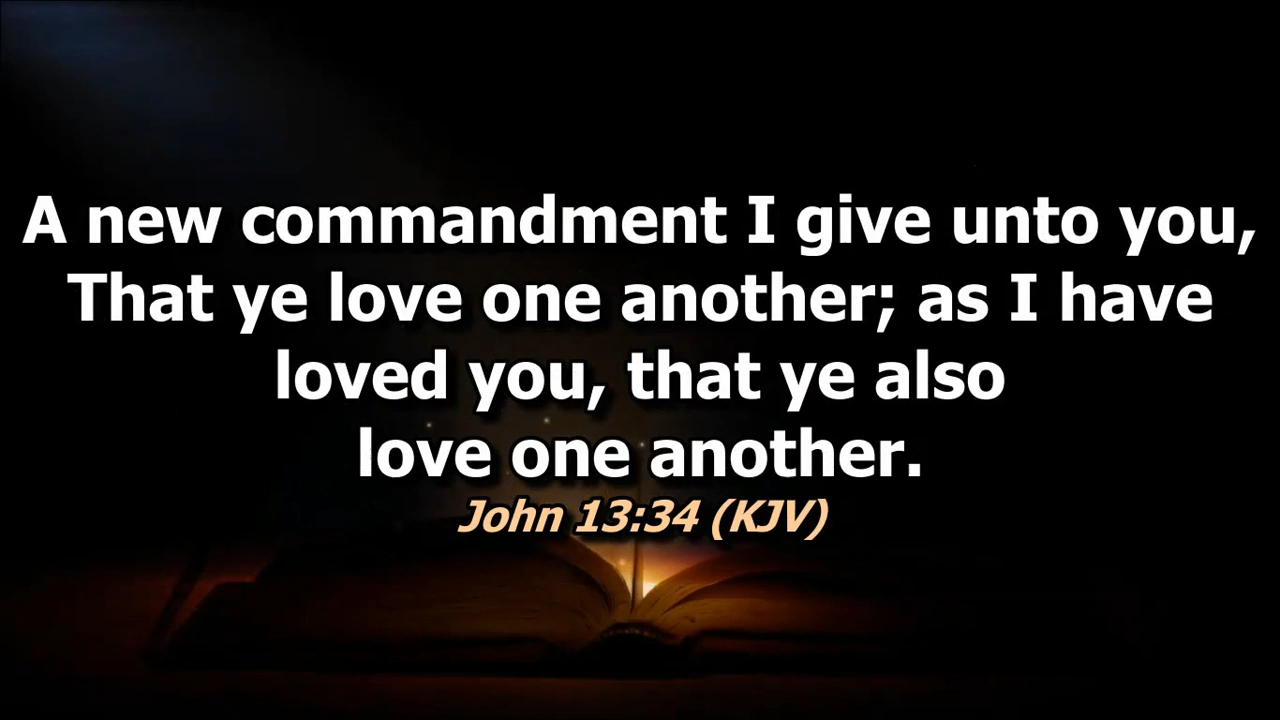 A new commandment I give unto you,
That ye love one another; as I have
loved you, that ye also
love one another.
John 13:34 (KJV)